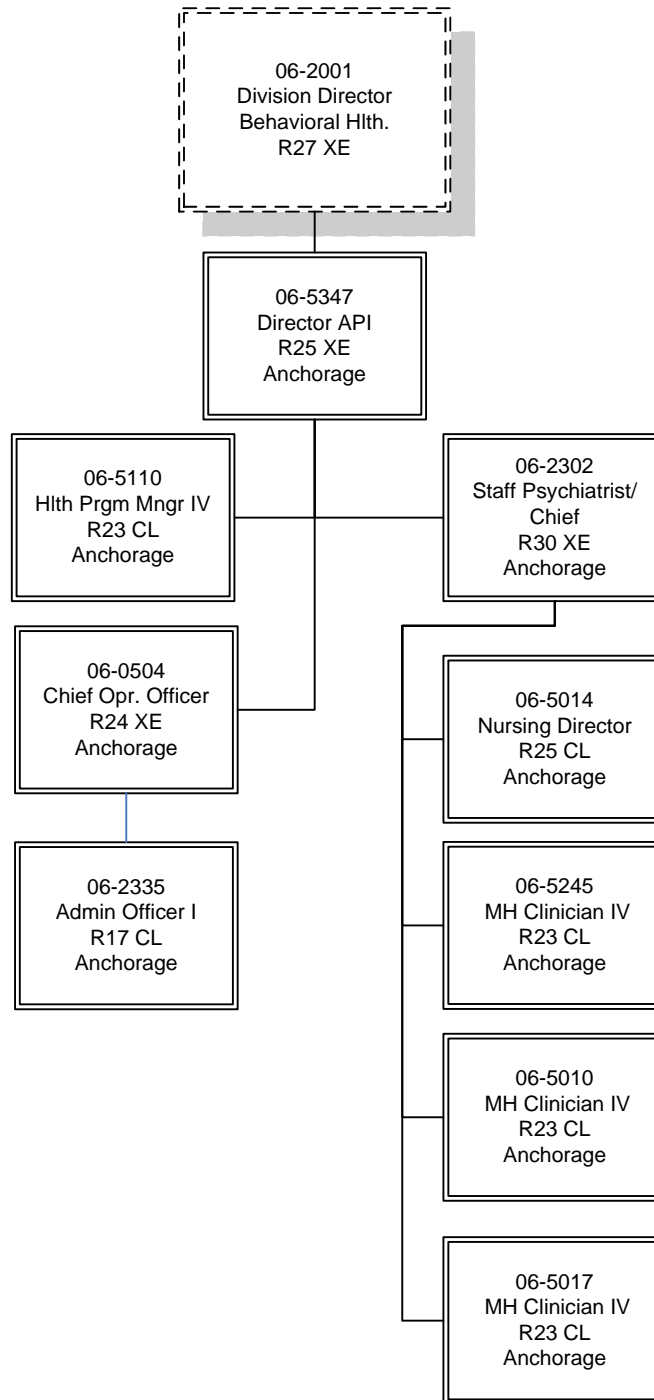 06-2001
Division Director
Behavioral Hlth.
R27 XE
06-5347
Director API
R25 XE
Anchorage
06-5110
Hlth Prgm Mngr IV
R23 CL
Anchorage
06-2302
Staff Psychiatrist/
Chief
R30 XE
Anchorage
06-0504
Chief Opr. Officer
R24 XE
Anchorage
06-5014
Nursing Director
R25 CL
Anchorage
06-2335
Admin Officer I
R17 CL
Anchorage
06-5245
MH Clinician IV
R23 CL
Anchorage
06-5010
MH Clinician IV
R23 CL
Anchorage
06-5017
MH Clinician IV
R23 CL
Anchorage